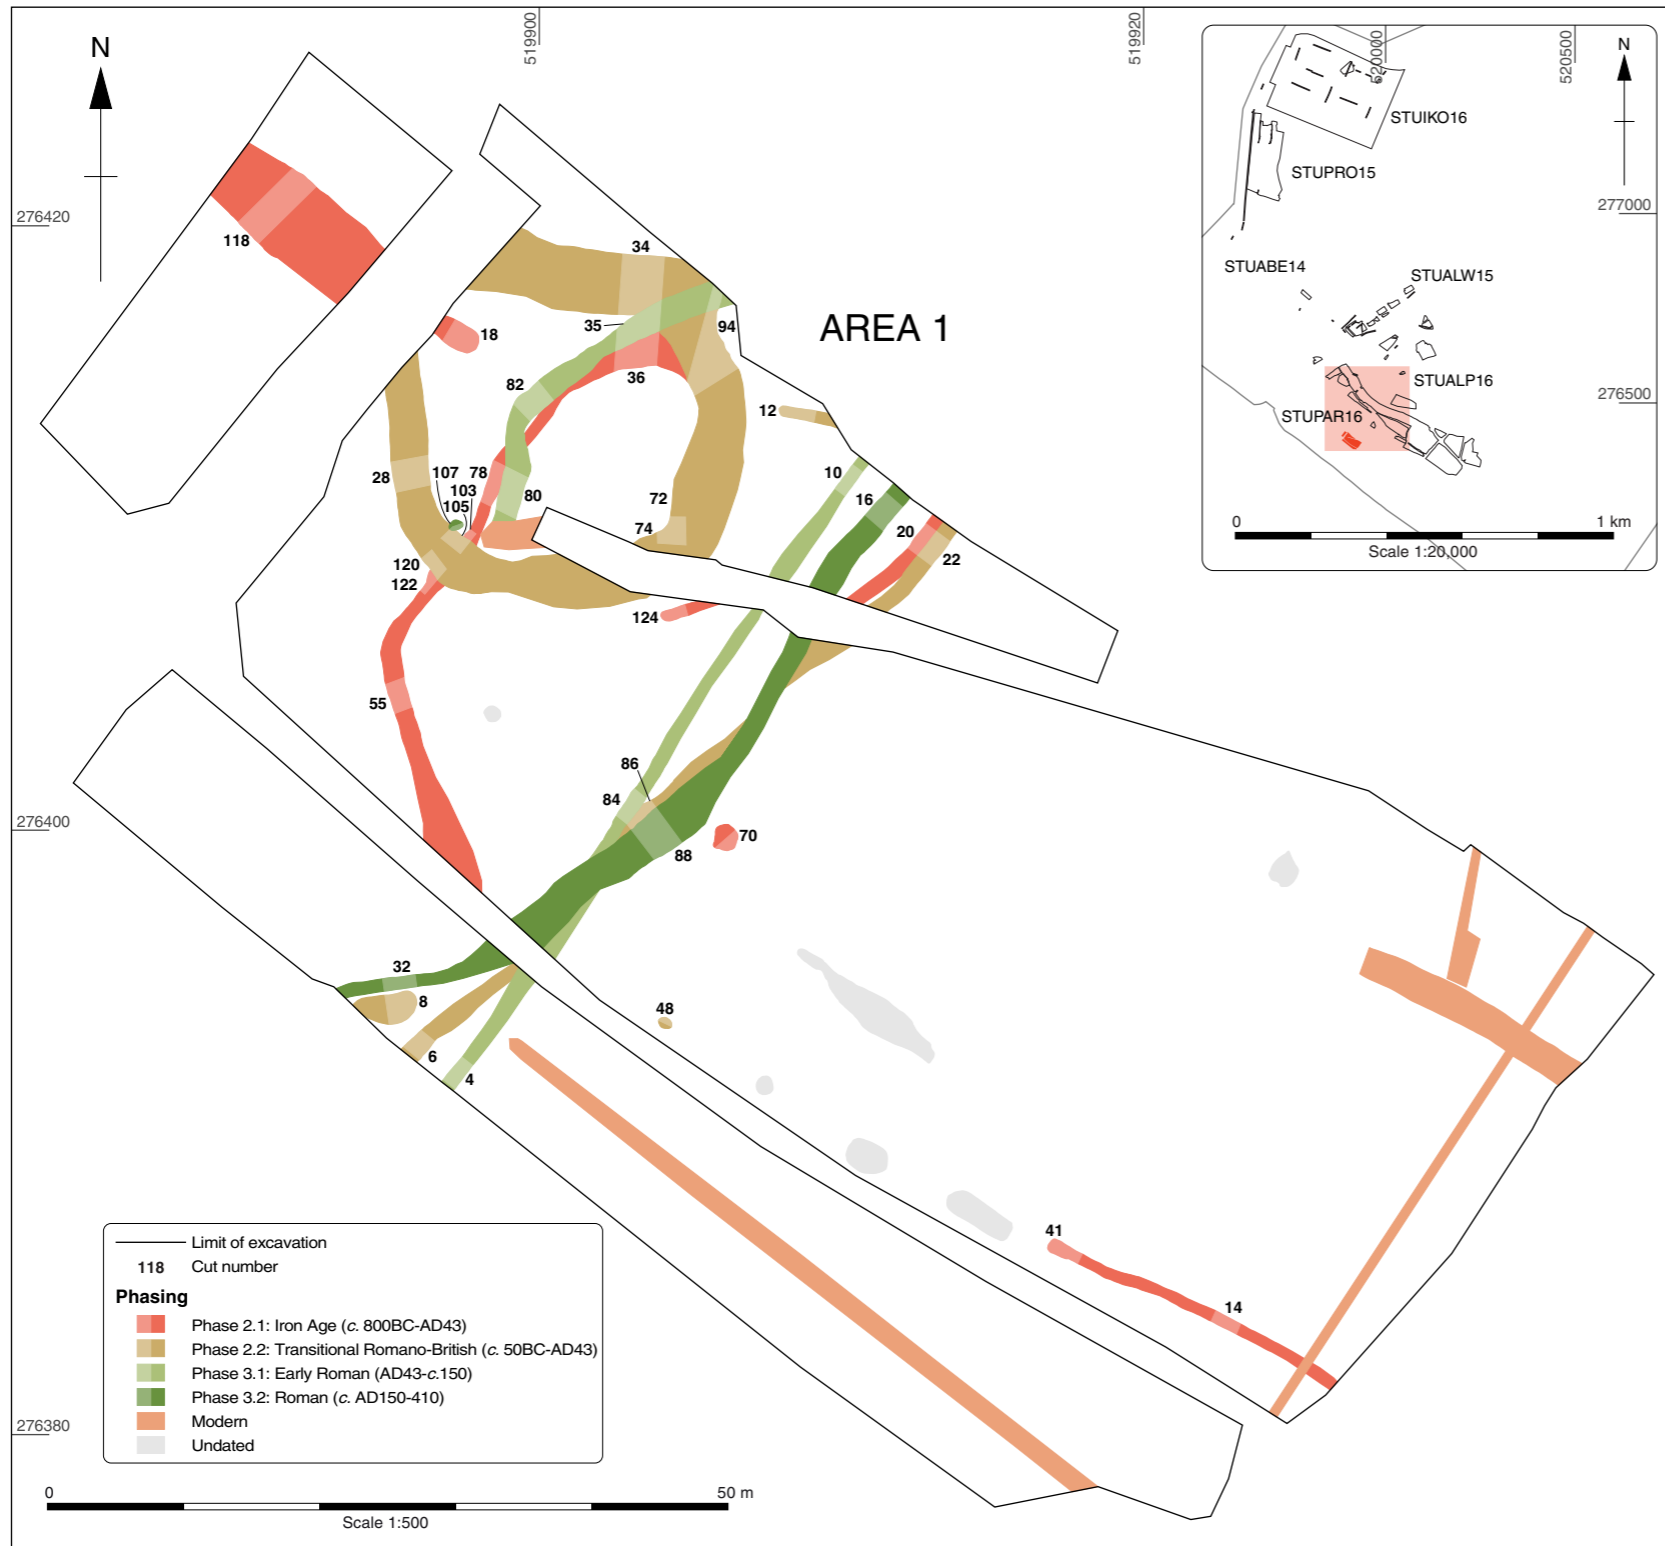 519900
519920
N
276420
276400
276380
AREA 1
118
34
35
94
18
36
82
12
28
107
78
103
105
80
72
74
10
16
20
22
120
122
124
55
86
84
70
88
32
8
48
6
4
41
14
520000
520500
N
STUIKO16
STUPRO15
277000
STUABE14
STUALW15
STUALP16
276500
STUPAR16
0 1 km
Scale 1:20,000
Limit of excavation
118 Cut number
Phasing
Phase 2.1: Iron Age (c. 800BC-AD43)
Phase 2.2: Transitional Romano-British (c. 50BC-AD43)
Phase 3.1: Early Roman (AD43-c.150)
Phase 3.2: Roman (c. AD150-410)
Modern
Undated
0 50 m
Scale 1:500